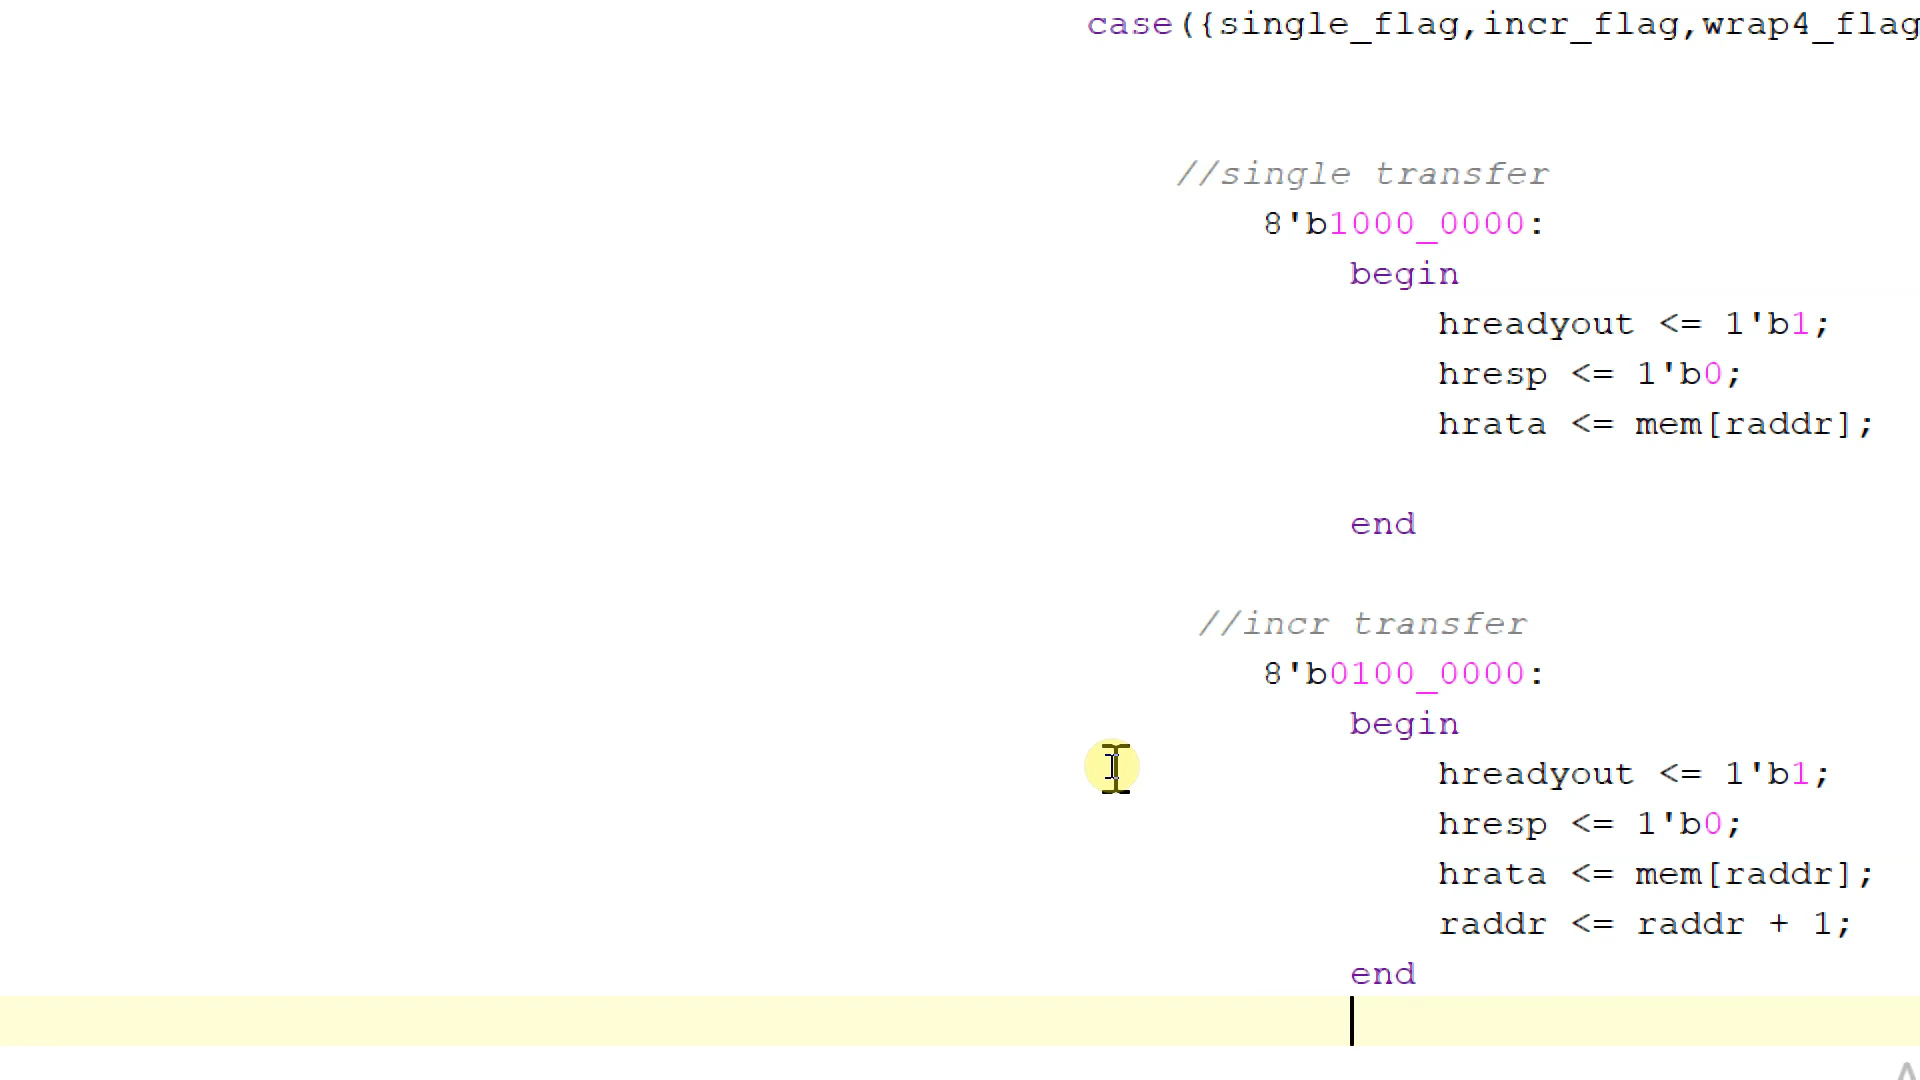 case({single_flag,incr_flag,wrap4_flag
//single transfer
8'b1000_0000:
begin
hreadyout <= 1'b1;
hresp <= 1'b0;
hrata <= mem[raddr];
end
//incr transfer
8'b0100_0000:
begin
hreadyout <= 1'b1;
hresp <= 1'b0;
hrata <= mem[raddr];
raddr <= raddr + 1;
end